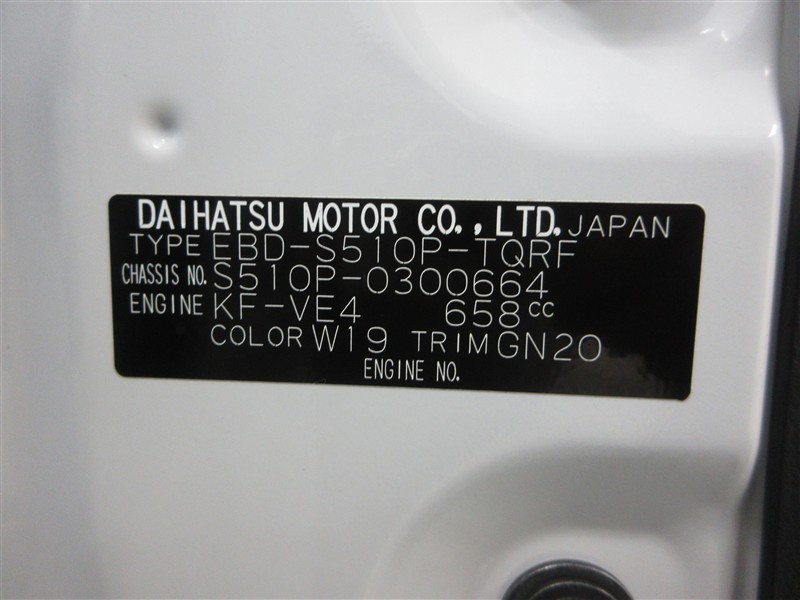 DAIHATSU MOTOR CO., LTD. JAPAN
TYPE EBD-S510P-TQRF
CHASSIS NO. S510P-0300664
ENGINE KF-VE4 658cc
COLOR W19 TRIM GN20
ENGINE NO.